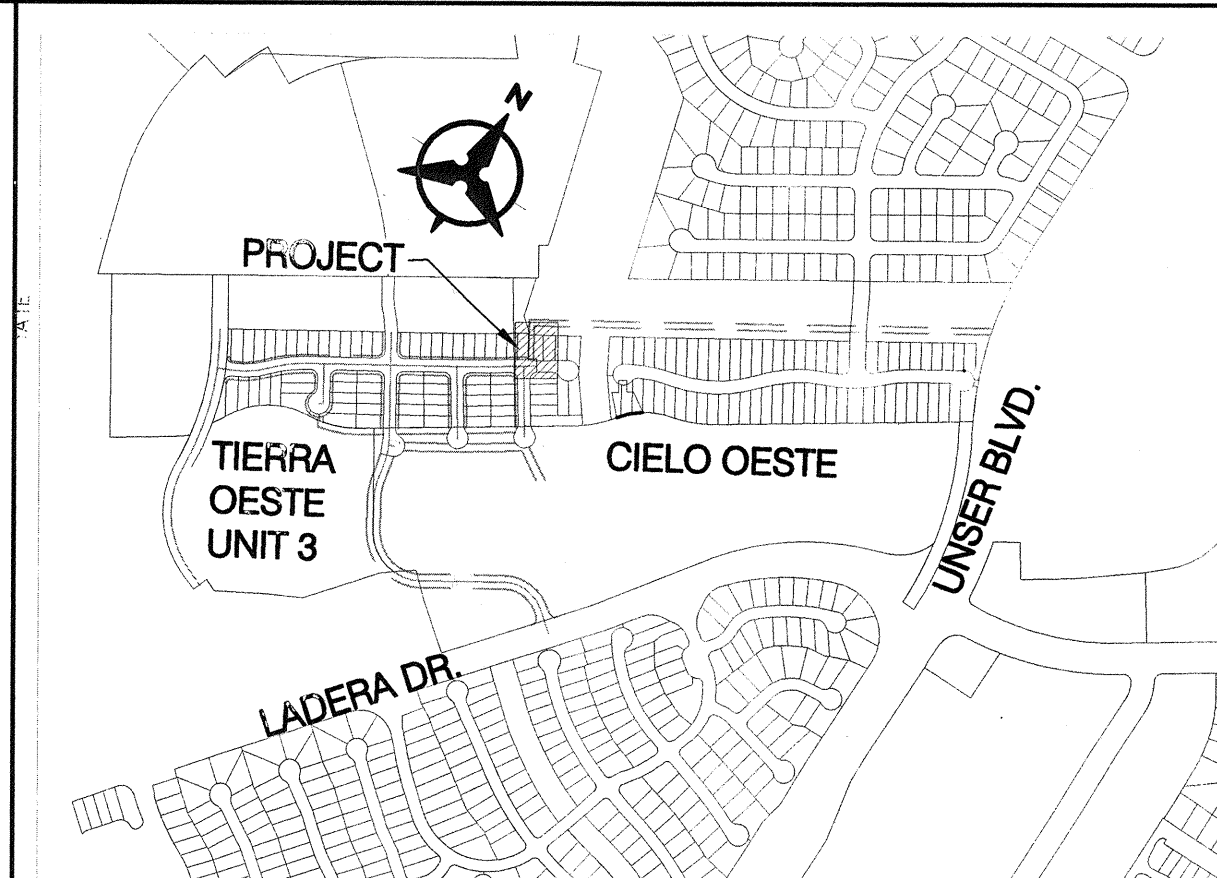 N
PROJECT
TIERRA
OESTE
UNIT 3
CIELO OESTE
UNSER BLVD.
LADERA DR.